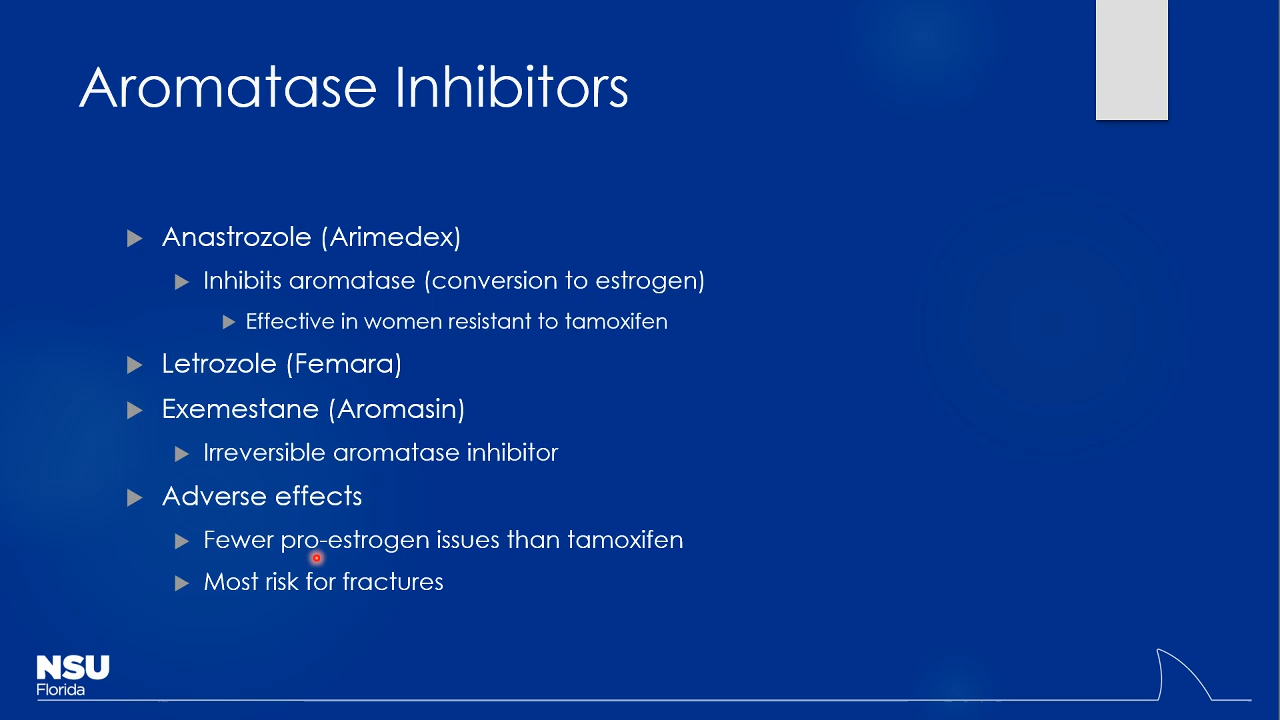 Aromatase Inhibitors
Anastrozole (Arimedex)
Inhibits aromatase (conversion to estrogen)
Effective in women resistant to tamoxifen
Letrozole (Femara)
Exemestane (Aromasin)
Irreversible aromatase inhibitor
Adverse effects
Fewer pro-estrogen issues than tamoxifen
Most risk for fractures
NSU
Florida